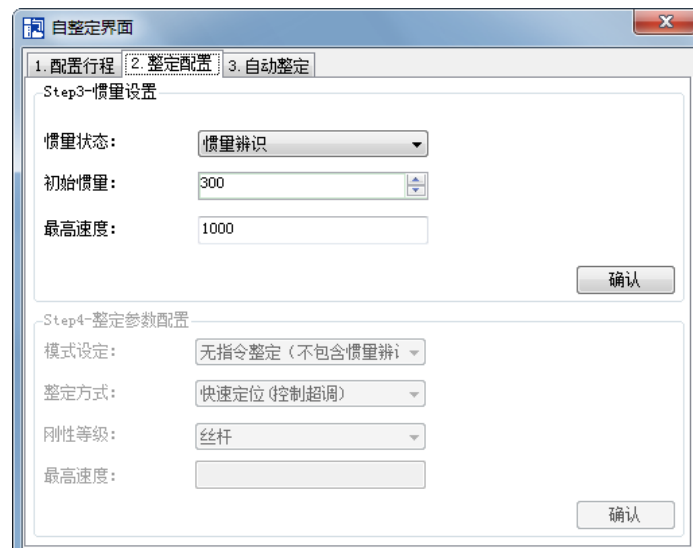 自整定界面
1.配置行程 2.整定配置 3.自动整定
Step3-惯量设置
惯量状态： 惯量辨识
初始惯量： 300
最高速度： 1000
确认
Step4-整定参数配置
模式设定： 无指令整定（不包含惯量辨
整定方式： 快速定位(控制超调)
刚性等级： 丝杆
最高速度：
确认